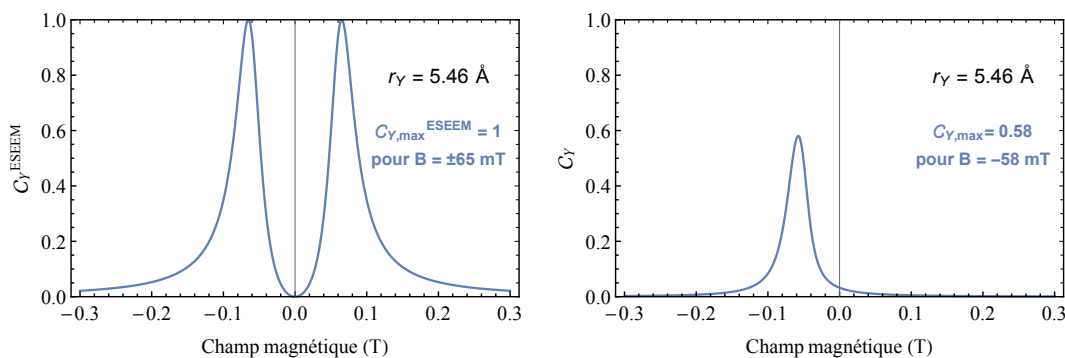 1.0
0.8
0.6
0.4
0.2
0.0
C_Y^ESEEM
r_Y = 5.46 Å
C_Y,max^ESEEM = 1
pour B = ±65 mT
−0.3 −0.2 −0.1 0.0 0.1 0.2 0.3
Champ magnétique (T)
1.0
0.8
0.6
0.4
0.2
0.0
C_Y
r_Y = 5.46 Å
C_Y,max = 0.58
pour B = −58 mT
−0.3 −0.2 −0.1 0.0 0.1 0.2 0.3
Champ magnétique (T)